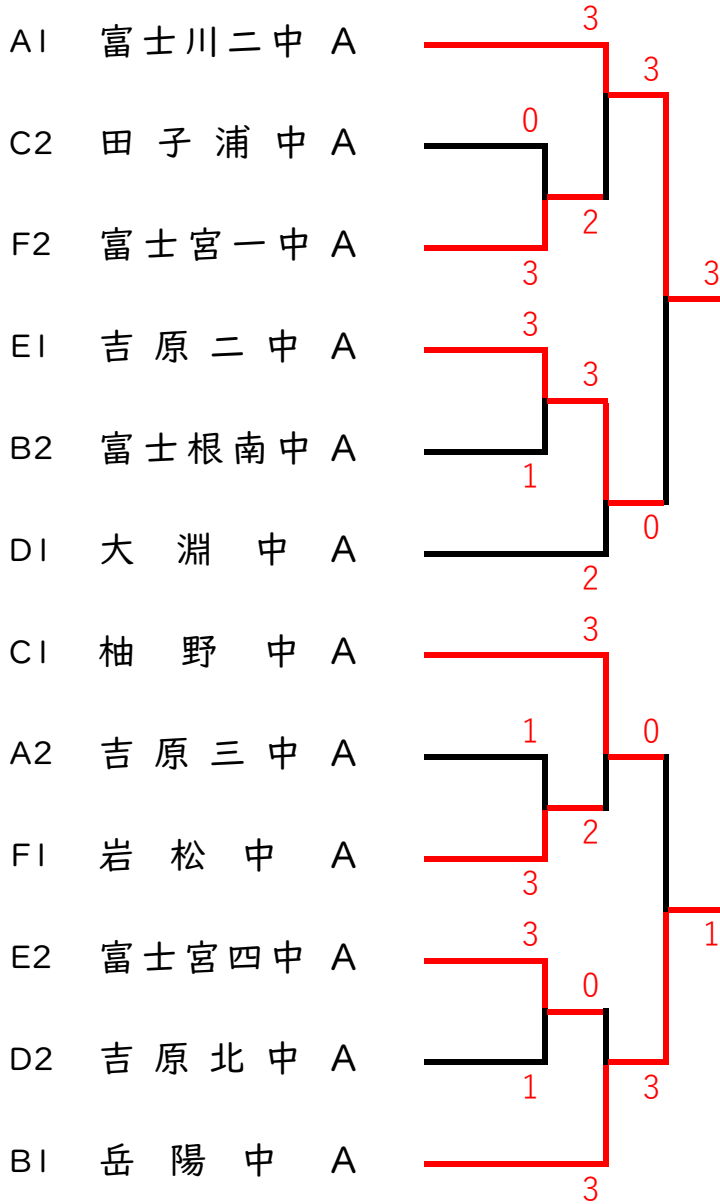 3
A1 富士川二中 A
3
0
C2 田子浦中 A
2
F2 富士宮一中 A
3
3
3
E1 吉原二中 A
3
B2 富士根南中 A
1
0
D1 大淵中 A
2
3
C1 柚野中 A
1
0
A2 吉原三中 A
2
F1 岩松中 A
3
3
1
E2 富士宮四中 A
0
D2 吉原北中 A
1
3
B1 岳陽中 A
3